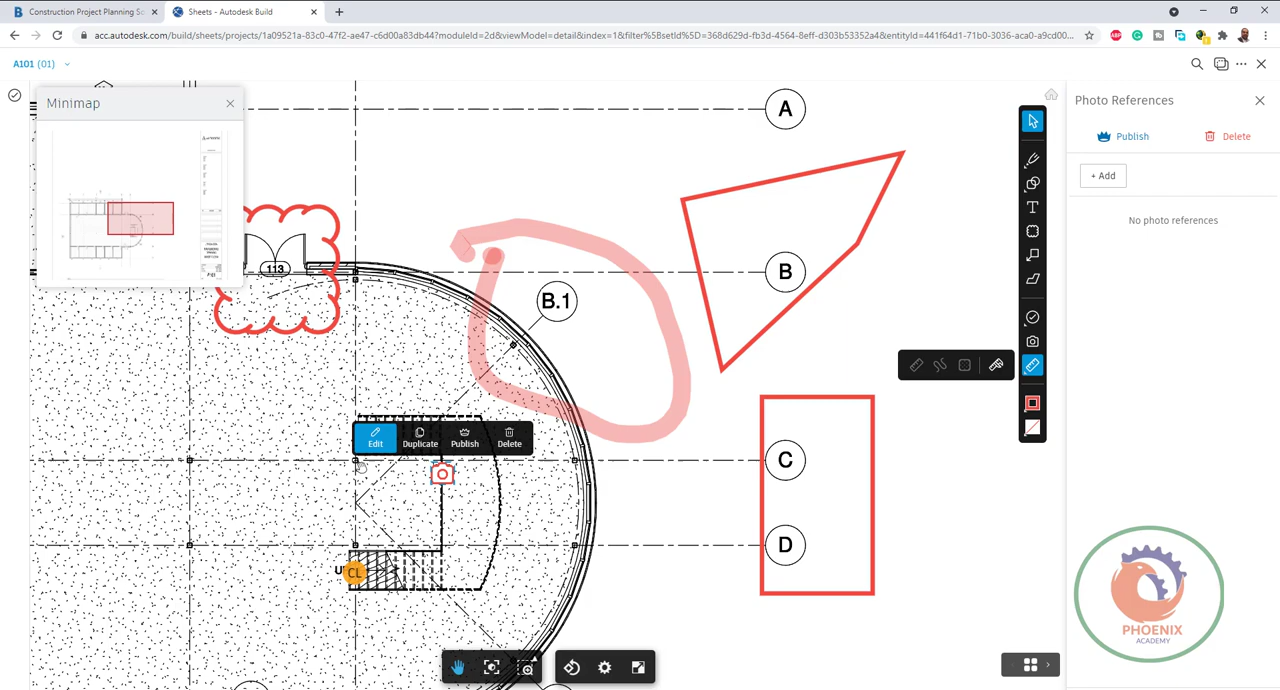 Construction Project Planning So
Sheets - Autodesk Build
acc.autodesk.com/build/sheets/projects/1a09521a-83c0-47f2-ae47-c6d00a83db44?moduleId=2d&viewModel=detail&index=1&filter%5BsetId%5D=368d629d-fb3d-4564-8eff-d303b53352a4&entityId=441f64d1-71b0-3036-aca0-a9cd00...
A101 (01)
Minimap
Photo References
Publish
Delete
+ Add
No photo references
A
B
B.1
113
Edit
Duplicate
Publish
Delete
C
D
CL
PHOENIX
ACADEMY